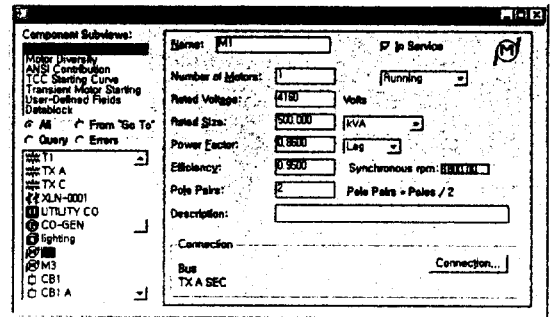 Component Subviews:
Motor Diversity
ANSI Contribution
TCC Starting Curve
Transient Motor Starting
User-Defined Fields
Datablock
All From "Go To"
Query Errors
T1
TX A
TX C
XLN-0001
UTILITY CO
CO-GEN
lighting
M3
CB1
CB1 A
Name: M1
In Service
M
Number of Motors: 1 Running
Rated Voltage: 4160 Volts
Rated Size: 500.000 kVA
Power Factor: 0.8600 Lag
Efficiency: 0.9500 Synchronous rpm:
Pole Pairs: 2 Pole Pairs = Poles / 2
Description:
Connection
Bus
TX A SEC
Connection...